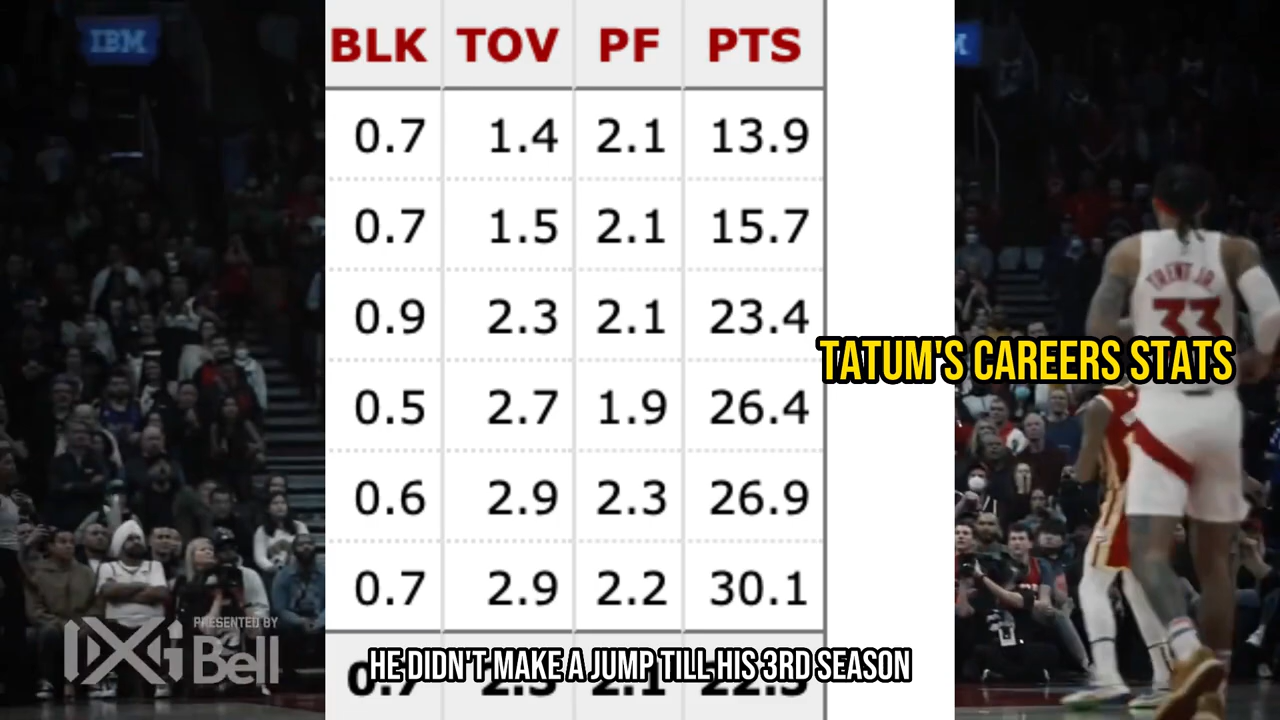 IBM
BLK TOV PF PTS
0.7 1.4 2.1 13.9
0.7 1.5 2.1 15.7
0.9 2.3 2.1 23.4
0.5 2.7 1.9 26.4
0.6 2.9 2.3 26.9
0.7 2.9 2.2 30.1
TRENT JR.
33
TATUM'S CAREERS STATS
PRESENTED BY
Bell
HE DIDN'T MAKE A JUMP TILL HIS 3RD SEASON